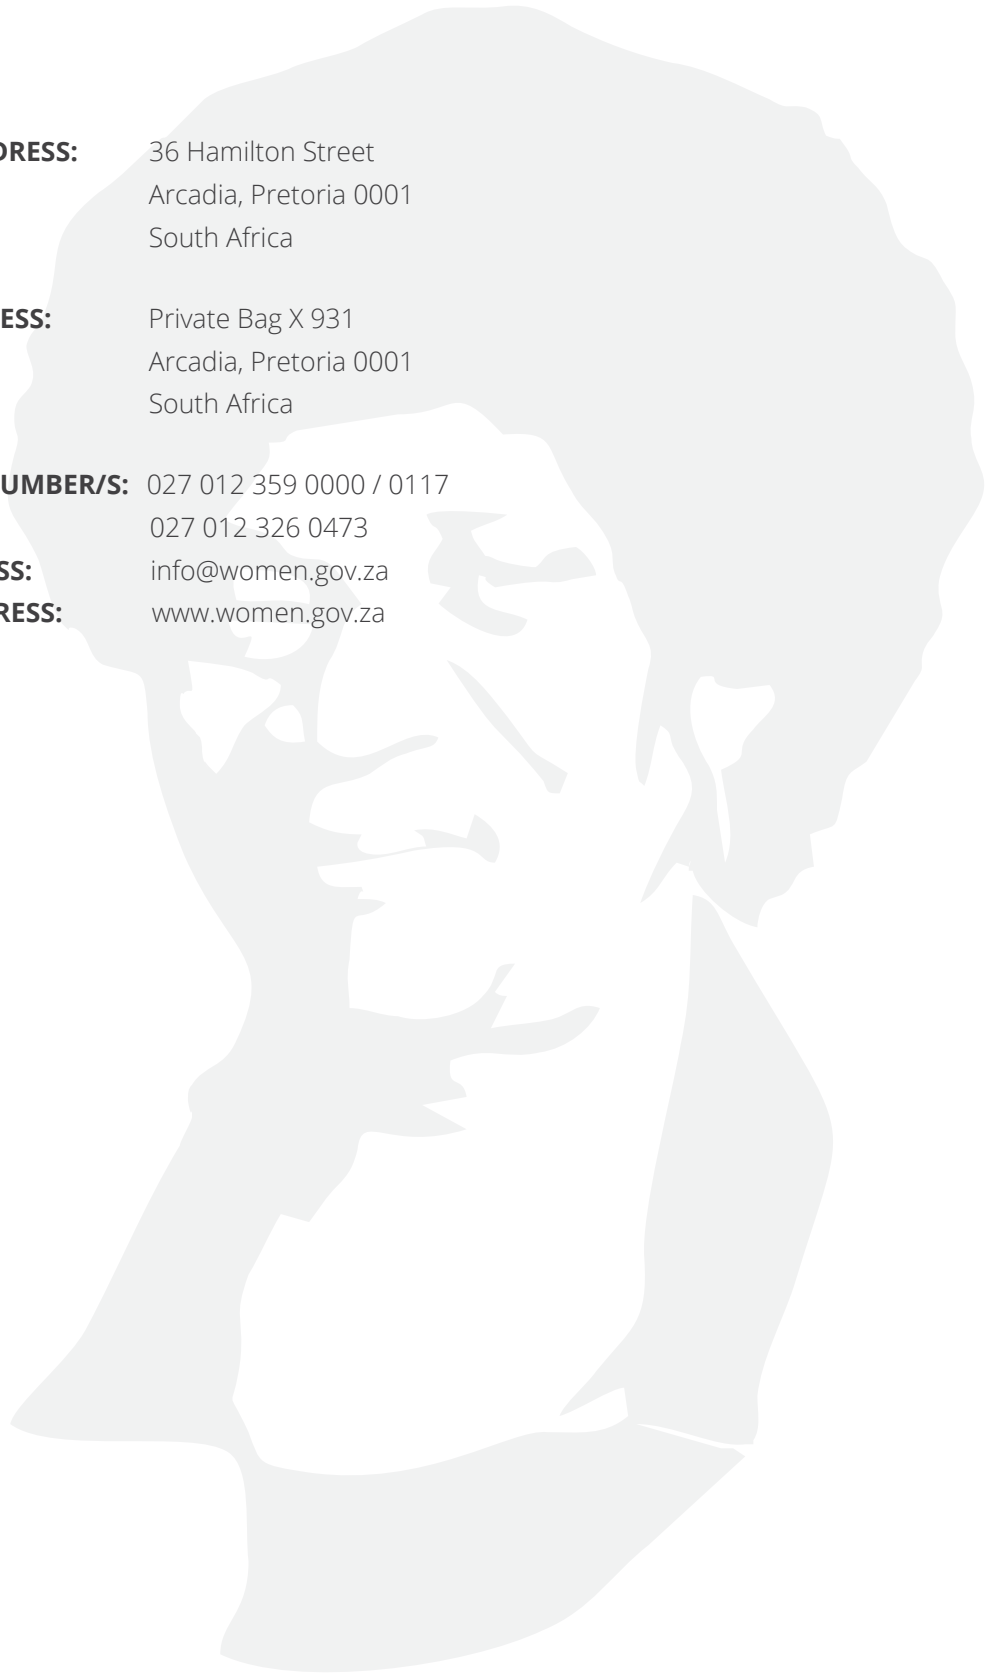 DRESS: 36 Hamilton Street
Arcadia, Pretoria 0001
South Africa
ESS: Private Bag X 931
Arcadia, Pretoria 0001
South Africa
UMBER/S: 027 012 359 0000 / 0117
027 012 326 0473
SS: info@women.gov.za
RESS: www.women.gov.za